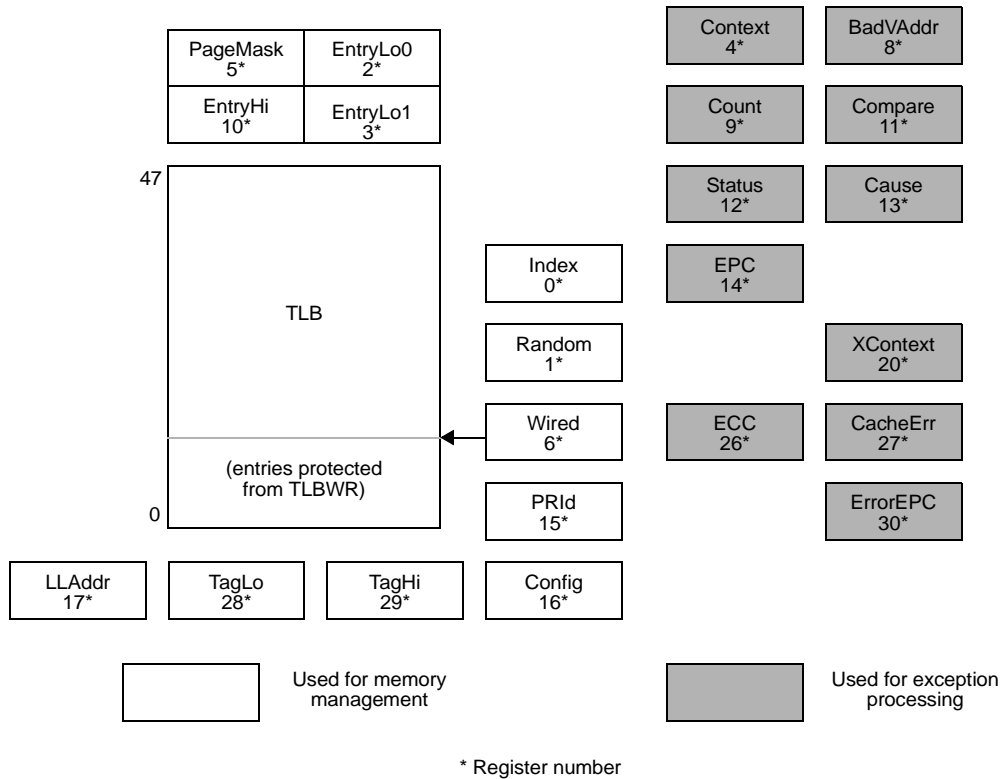 PageMask
5*
EntryLo0
2*
EntryHi
10*
EntryLo1
3*
Context
4*
BadVAddr
8*
Count
9*
Compare
11*
Status
12*
Cause
13*
47
TLB
Index
0*
EPC
14*
Random
1*
XContext
20*
Wired
6*
ECC
26*
CacheErr
27*
(entries protected
from TLBWR)
0
PRId
15*
ErrorEPC
30*
LLAddr
17*
TagLo
28*
TagHi
29*
Config
16*
Used for memory
management
Used for exception
processing
* Register number